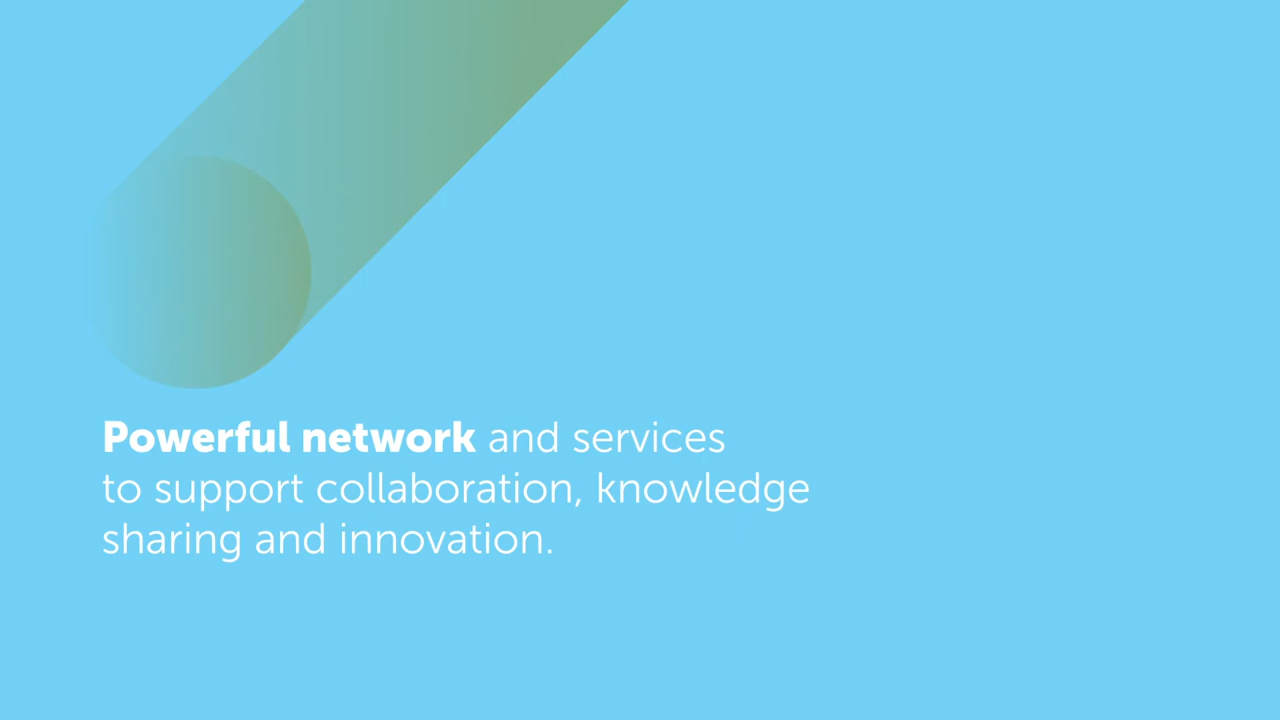 Powerful network and services
to support collaboration, knowledge
sharing and innovation.